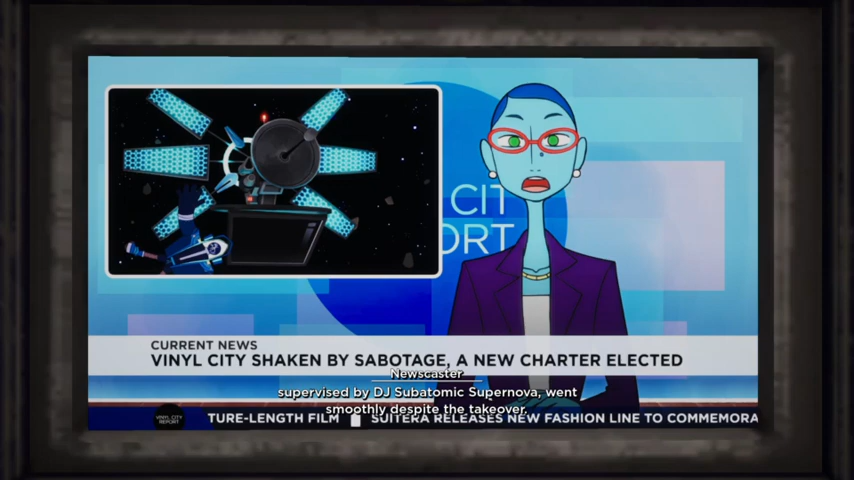 CIT
ORT
CURRENT NEWS
VINYL CITY SHAKEN BY SABOTAGE, A NEW CHARTER ELECTED
Newscaster
supervised by DJ Subatomic Supernova, went
smoothly despite the takeover.
VINYL CITY
REPORT
TURE-LENGTH FILM SUITERA RELEASES NEW FASHION LINE TO COMMEMORA